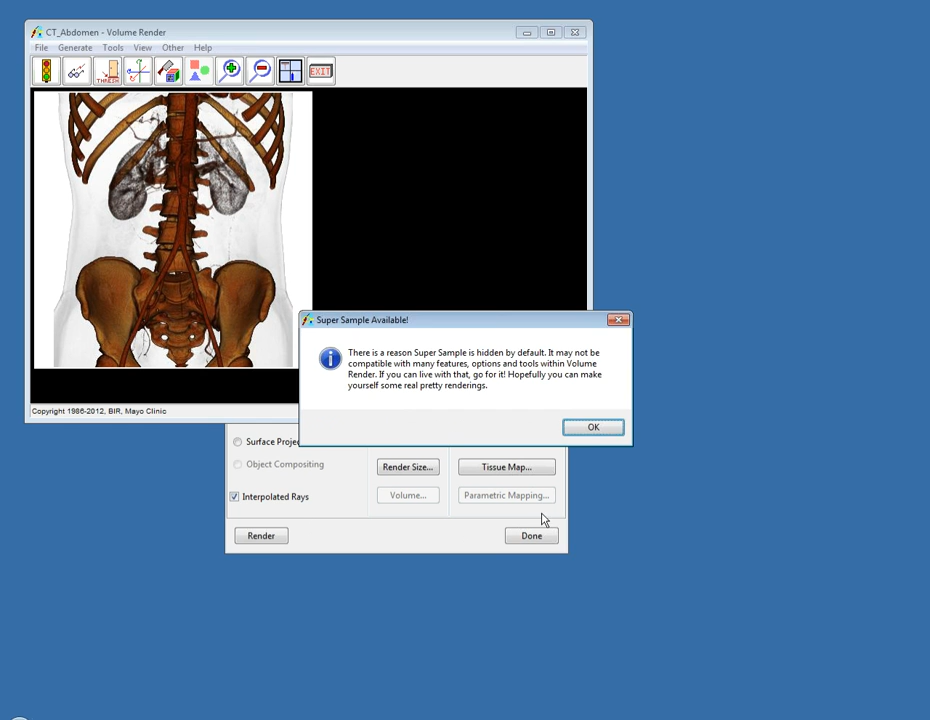 CT_Abdomen - Volume Render
File Generate Tools View Other Help
THRESH
EXIT
Super Sample Available!
There is a reason Super Sample is hidden by default. It may not be
compatible with many features, options and tools within Volume
Render. If you can live with that, go for it! Hopefully you can make
yourself some real pretty renderings.
OK
Copyright 1986-2012, BIR, Mayo Clinic
Surface Proje
Object Compositing
Render Size...
Tissue Map...
Interpolated Rays
Volume...
Parametric Mapping...
Render
Done